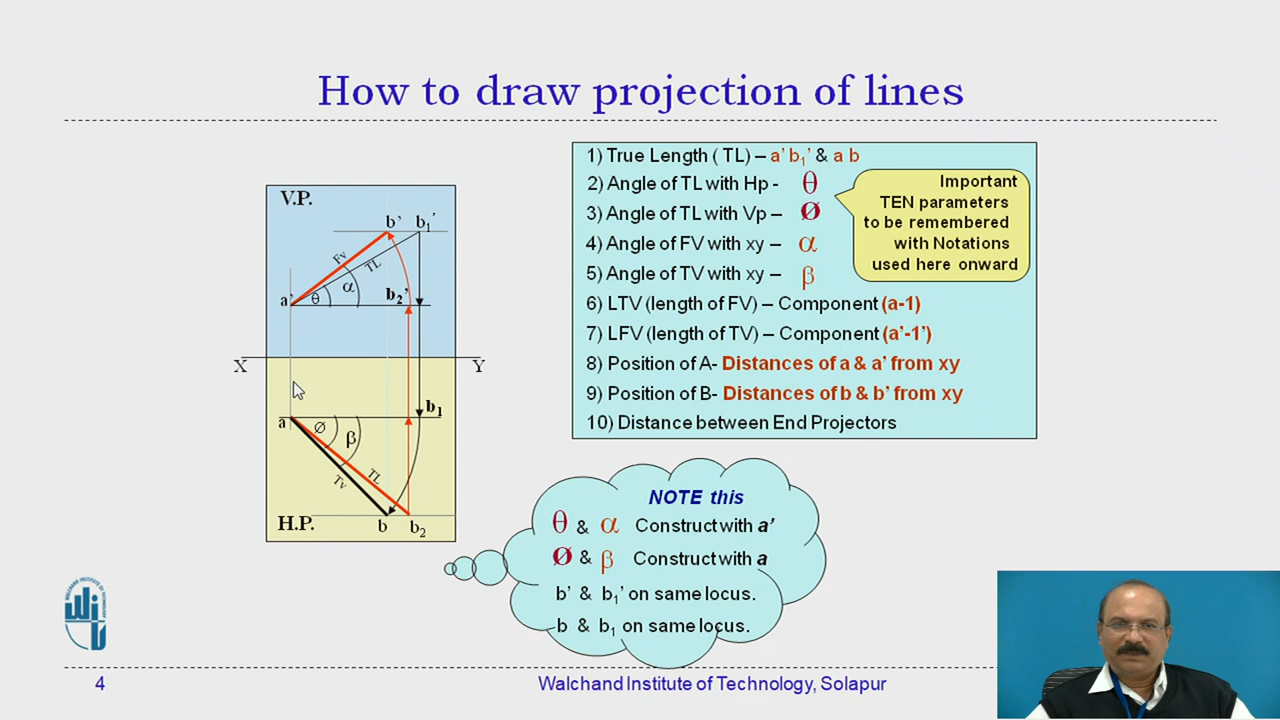 How to draw projection of lines
V.P.
b’ b₁’
Fv
TL
a’ θ α b₂’
X Y
b₁
a Ø β
TL
Tv
H.P. b b₂
1) True Length ( TL) – a’ b₁’ & a b
2) Angle of TL with Hp - θ
3) Angle of TL with Vp – Ø
4) Angle of FV with xy – α
5) Angle of TV with xy – β
6) LTV (length of FV) – Component (a-1)
7) LFV (length of TV) – Component (a’-1’)
8) Position of A- Distances of a & a’ from xy
9) Position of B- Distances of b & b’ from xy
10) Distance between End Projectors
Important
TEN parameters
to be remembered
with Notations
used here onward
NOTE this
θ & α Construct with a’
Ø & β Construct with a
b’ & b₁’ on same locus.
b & b₁ on same locus.
4
Walchand Institute of Technology, Solapur